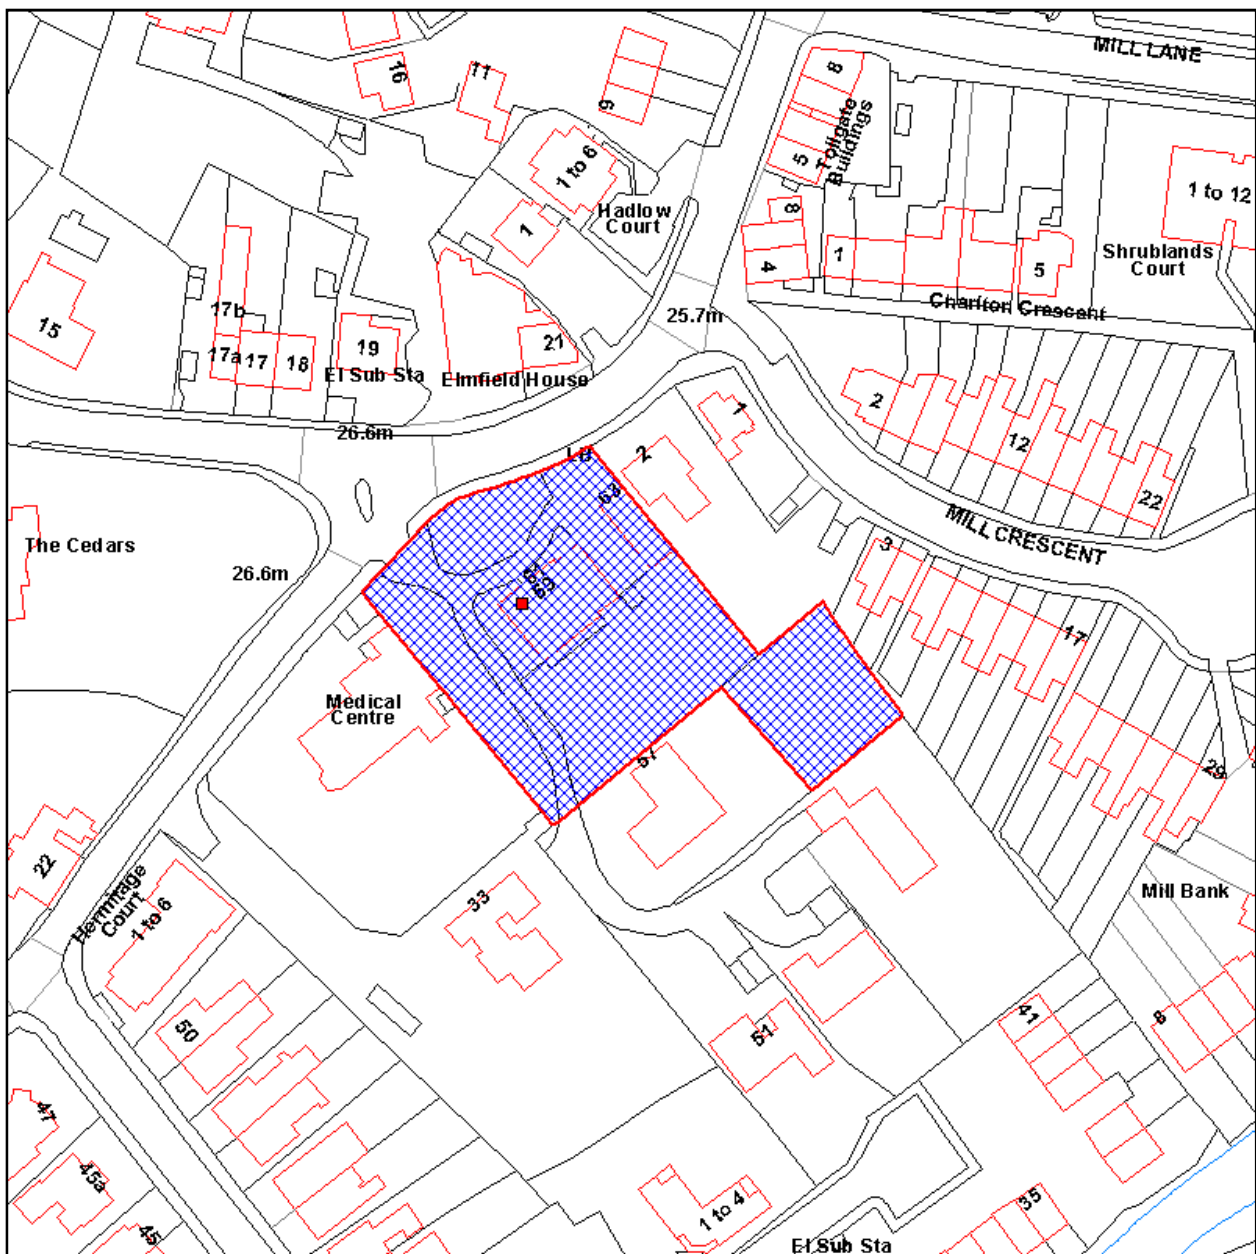 MILL LANE
16
11
9
8
Tollgate
Buildings
5
1 to 6
1 to 12
Hadlow
Court
1
8
4
1
5
Shrublands
Court
Charlton Crescent
15
17b
17a
17
18
19
El Sub Sta
21
Elmfield House
25.7m
26.6m
2
12
22
1
2
LB
63
MILL CRESCENT
The Cedars
26.6m
3
17
Medical
Centre
57
29
22
Hermitage
Court
1 to 6
33
Mill Bank
50
51
41
8
47
45a
45
1 to 4
35
El Sub Sta